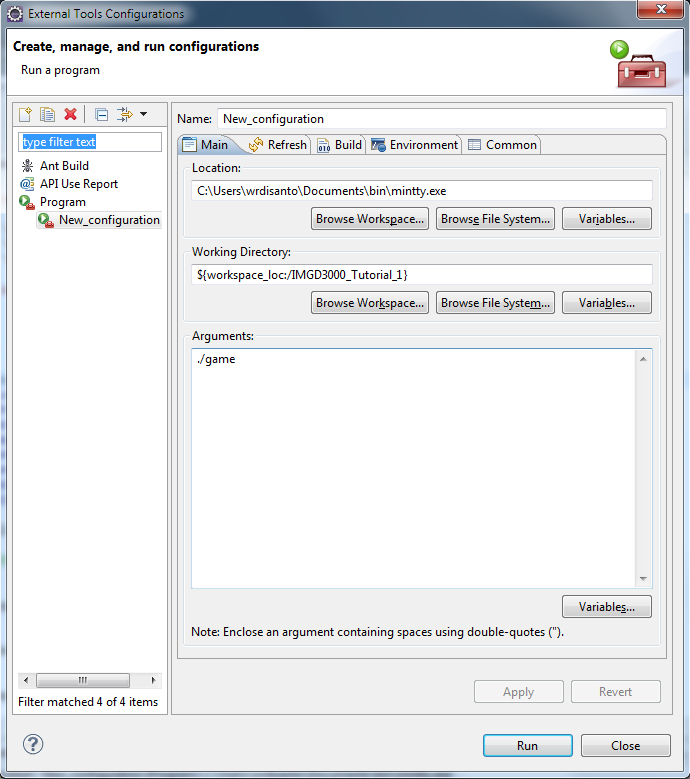 External Tools Configurations
Create, manage, and run configurations
Run a program
type filter text
Ant Build
API Use Report
Program
New_configuration
Filter matched 4 of 4 items
Name: New_configuration
Main Refresh Build Environment Common
Location:
C:\Users\wrdisanto\Documents\bin\mintty.exe
Browse Workspace... Browse File System... Variables...
Working Directory:
${workspace_loc:/IMGD3000_Tutorial_1}
Browse Workspace... Browse File System... Variables...
Arguments:
./game
Variables...
Note: Enclose an argument containing spaces using double-quotes (").
Apply Revert
? Run Close